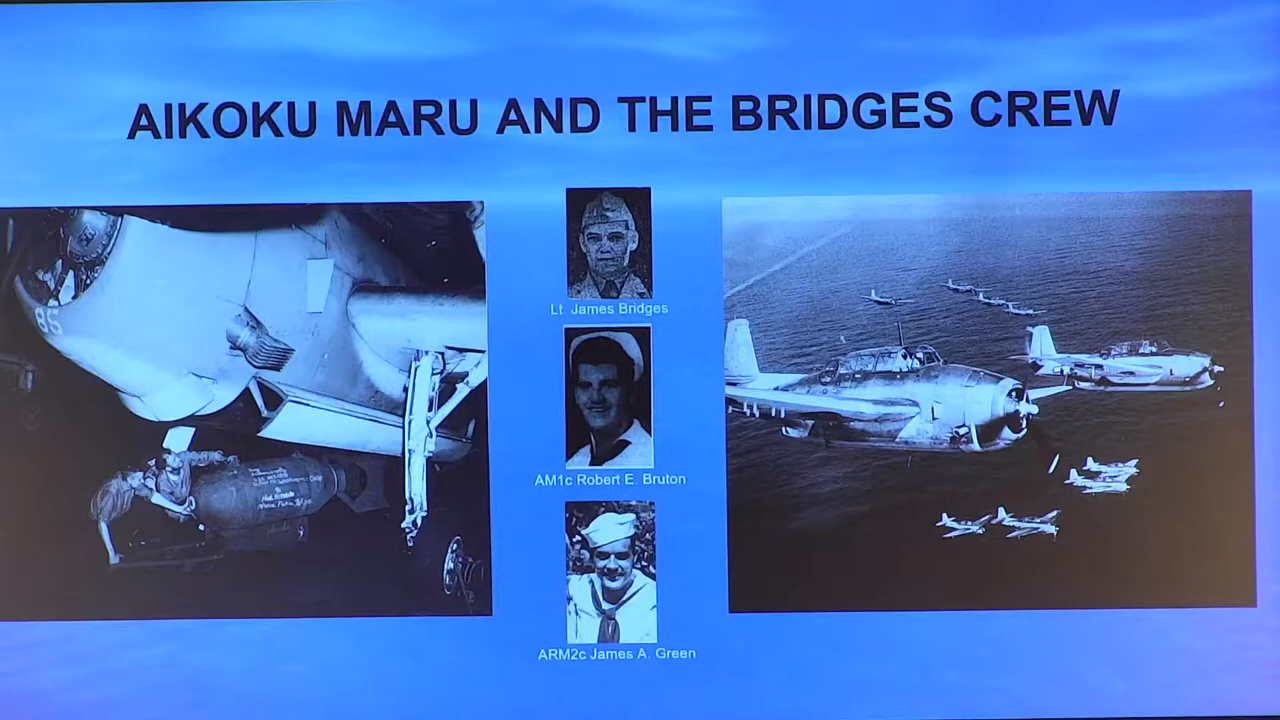 AIKOKU MARU AND THE BRIDGES CREW
85
Lt. James Bridges
AM1c Robert E. Bruton
ARM2c James A. Green